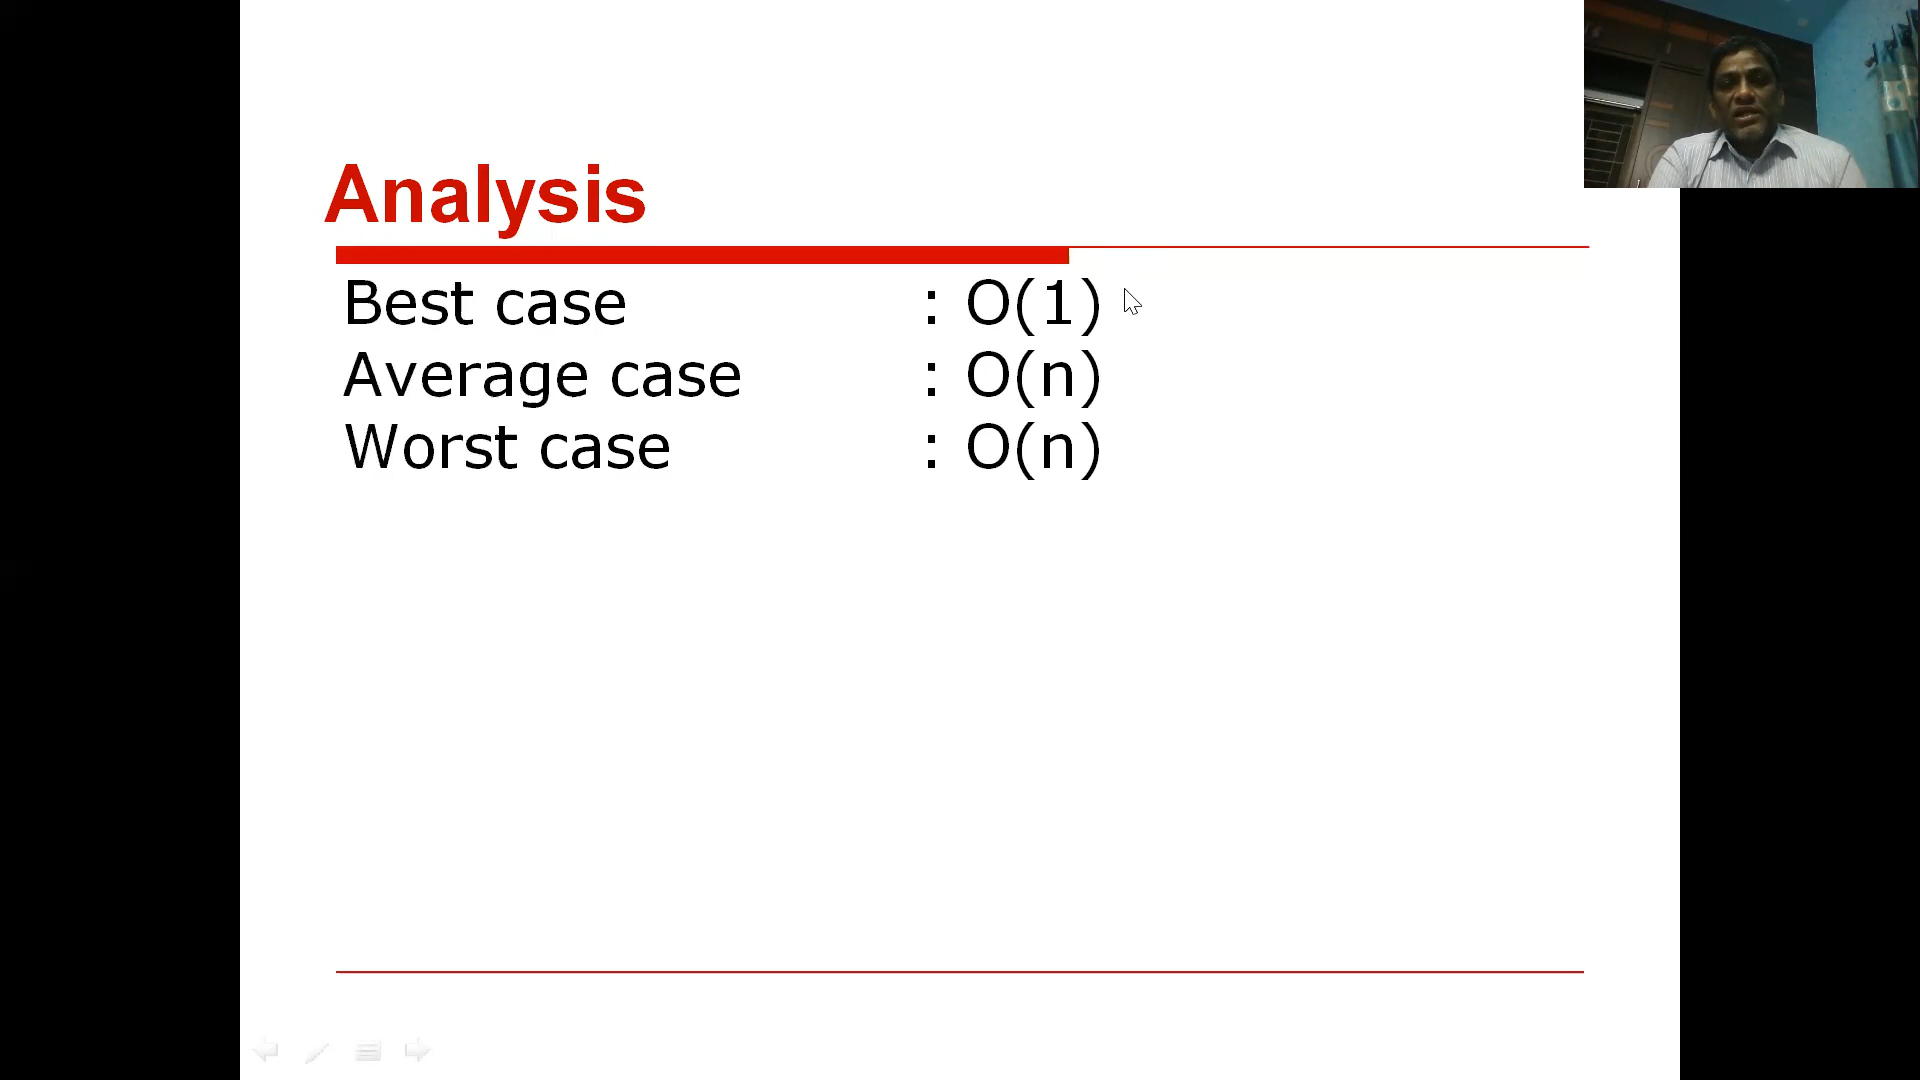 Analysis
Best case : O(1)
Average case : O(n)
Worst case : O(n)